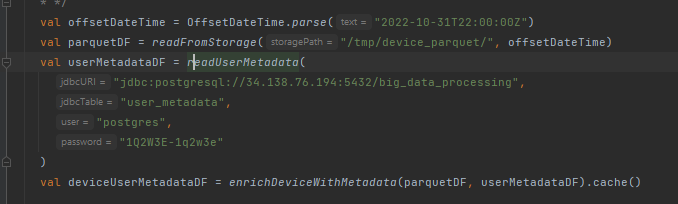 * */
val offsetDateTime = OffsetDateTime.parse( text = "2022-10-31T22:00:00Z")
val parquetDF = readFromStorage( storagePath = "/tmp/device_parquet/", offsetDateTime)
val userMetadataDF = readUserMetadata(
jdbcURI = "jdbc:postgresql://34.138.76.194:5432/big_data_processing",
jdbcTable = "user_metadata",
user = "postgres",
password = "1Q2W3E-1q2w3e"
)
val deviceUserMetadataDF = enrichDeviceWithMetadata(parquetDF, userMetadataDF).cache()